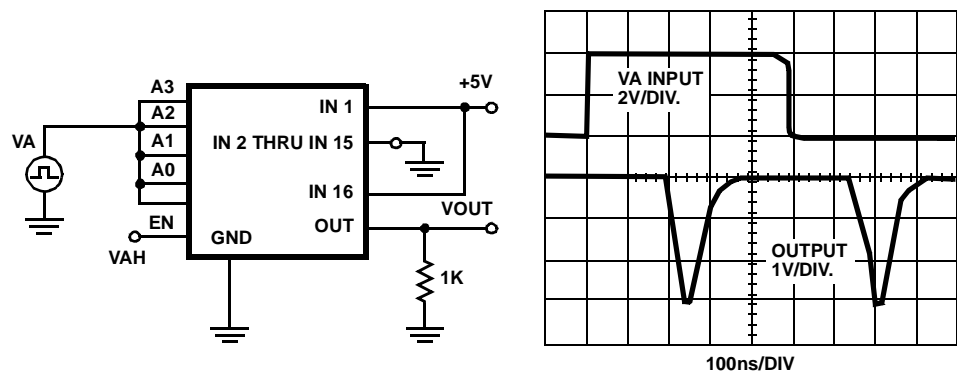 A3
A2
A1
A0
EN
VA
VAH
GND
IN 1
IN 2 THRU IN 15
IN 16
OUT
+5V
VOUT
1K
VA INPUT
2V/DIV.
OUTPUT
1V/DIV.
100ns/DIV